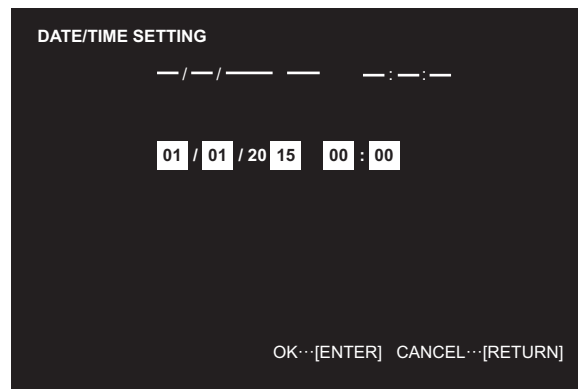 DATE/TIME SETTING
—/—/—— —— —:—:—
01 / 01 / 20 15 00 : 00
OK···[ENTER] CANCEL···[RETURN]